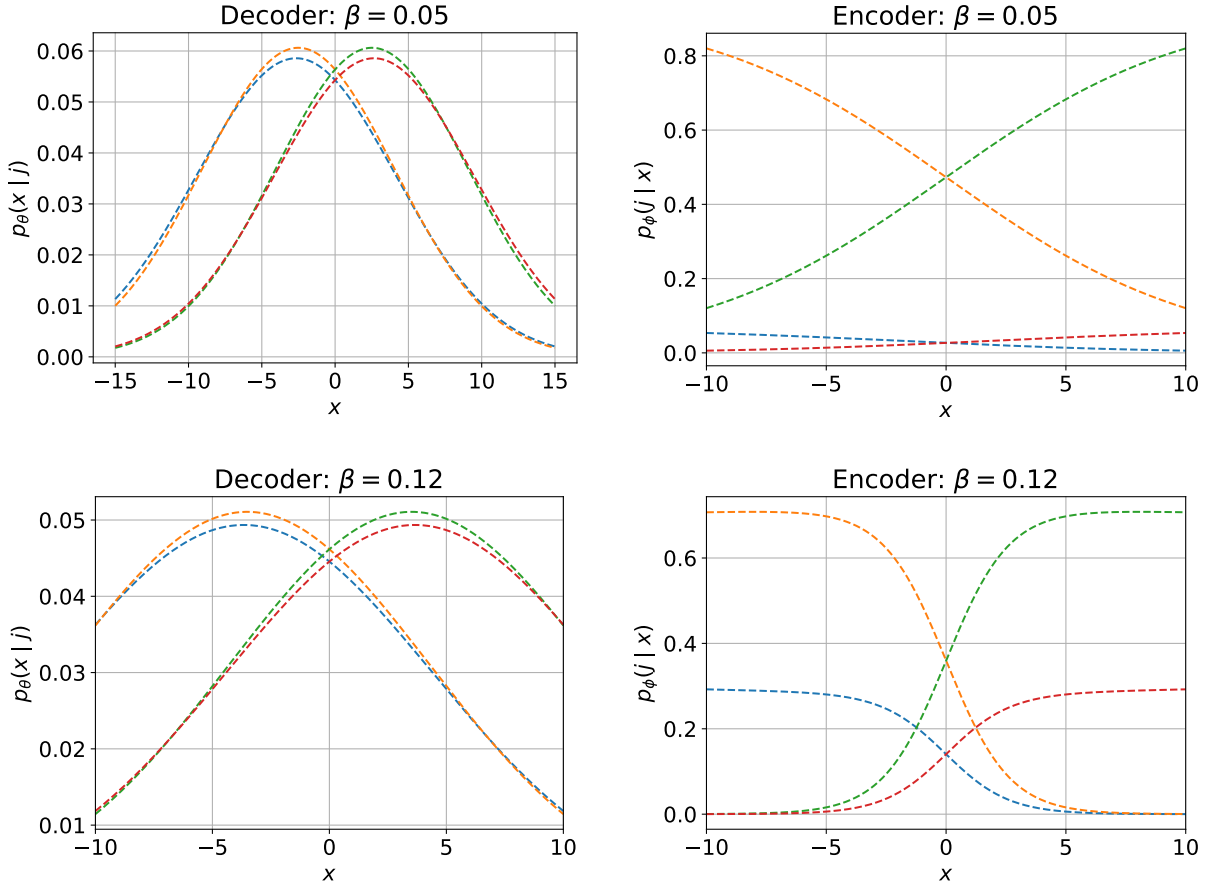 Decoder: β = 0.05
0.06
0.05
0.04
0.03
0.02
0.01
0.00
pθ(x | j)
−15 −10 −5 0 5 10 15
x
Encoder: β = 0.05
0.8
0.6
0.4
0.2
0.0
pϕ(j | x)
−10 −5 0 5 10
x
Decoder: β = 0.12
0.05
0.04
0.03
0.02
0.01
pθ(x | j)
−10 −5 0 5 10
x
Encoder: β = 0.12
0.6
0.4
0.2
0.0
pϕ(j | x)
−10 −5 0 5 10
x